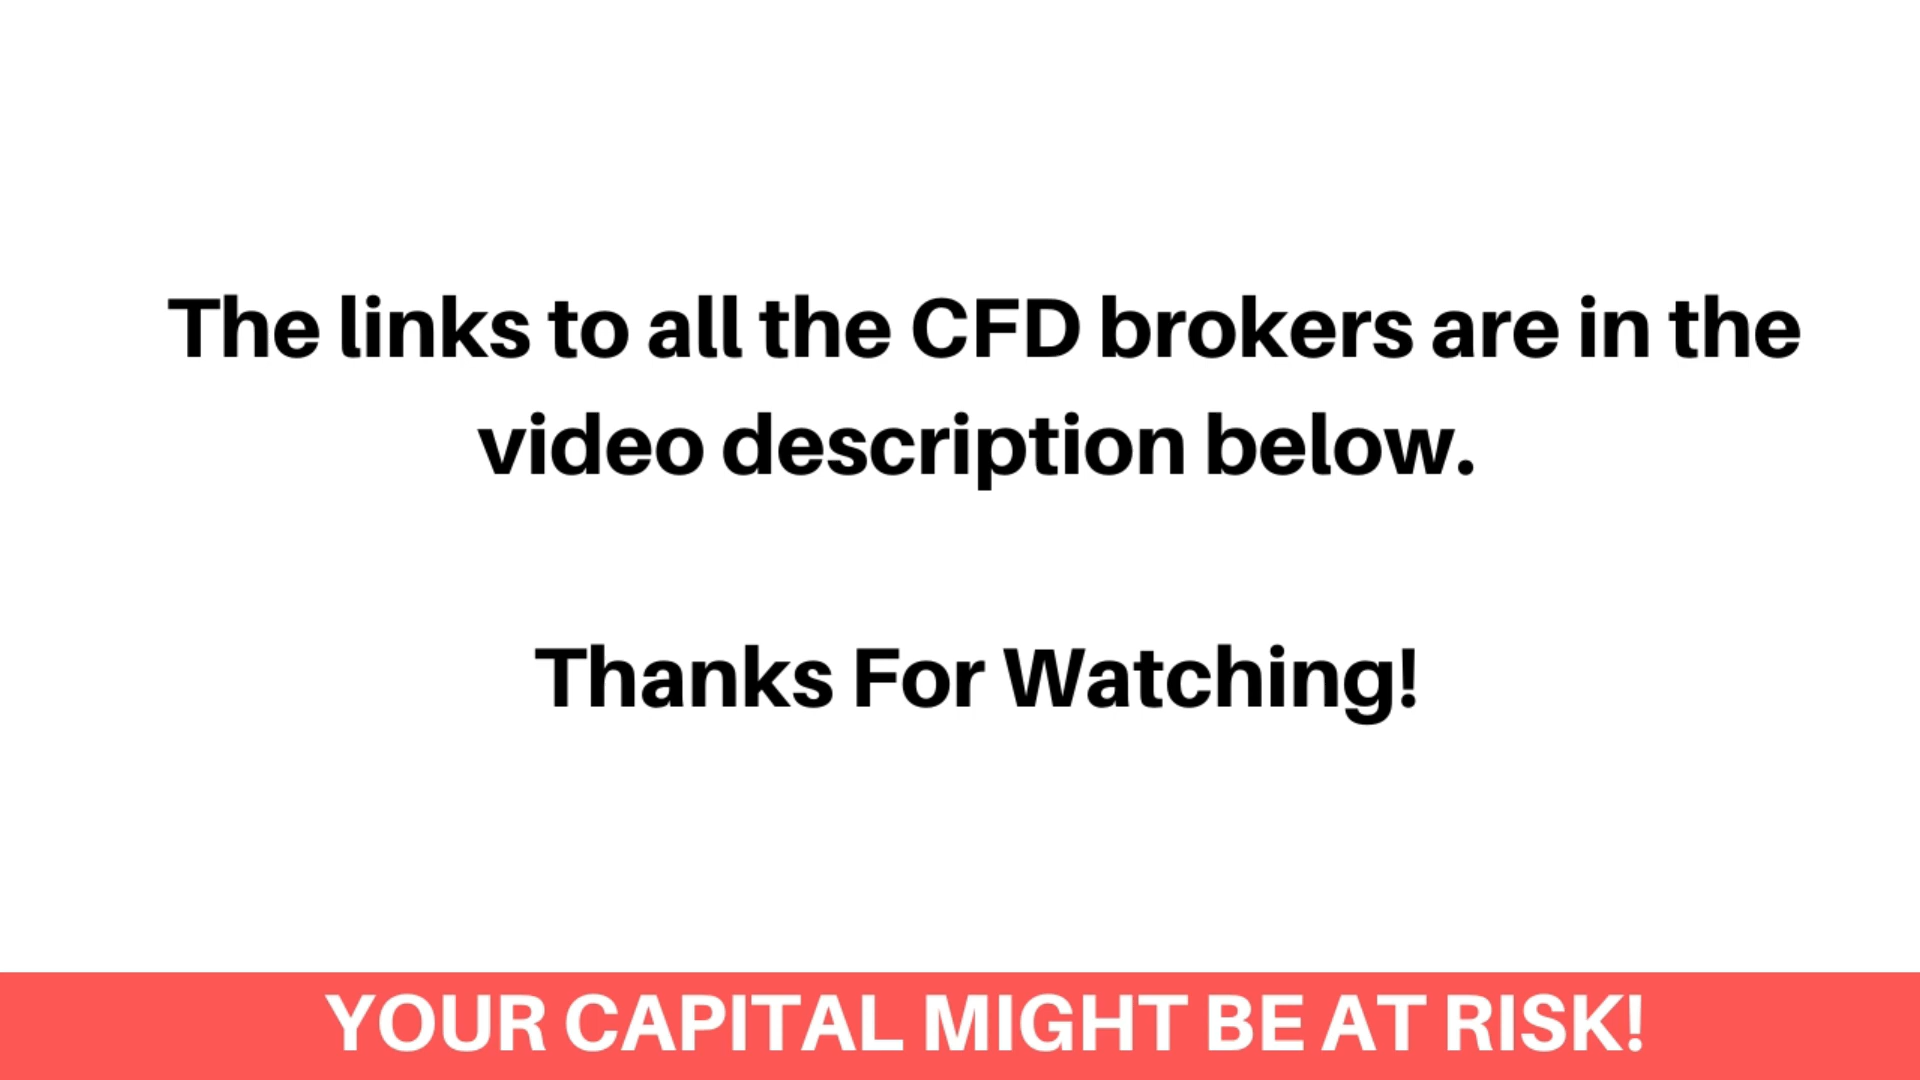 The links to all the CFD brokers are in the
video description below.
Thanks For Watching!
YOUR CAPITAL MIGHT BE AT RISK!